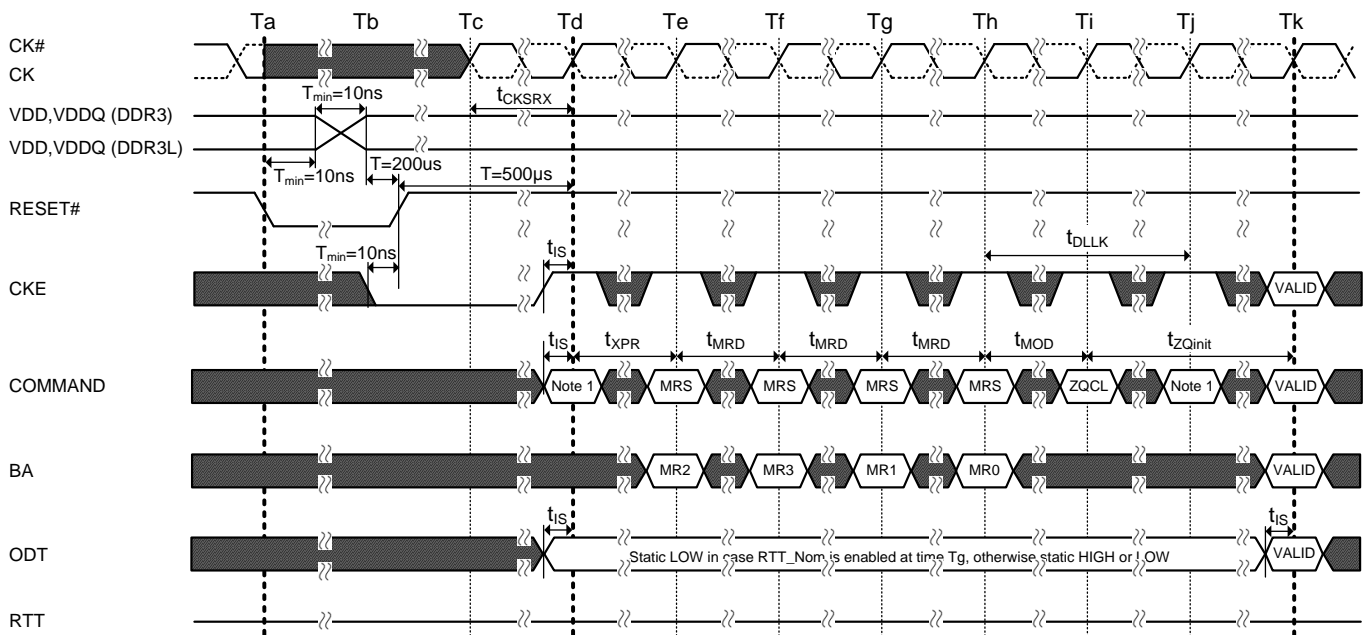 Ta Tb Tc Td Te Tf Tg Th Ti Tj Tk
CK#
CK
Tmin=10ns
tCKSRX
VDD,VDDQ (DDR3)
VDD,VDDQ (DDR3L)
Tmin=10ns
T=200us
T=500µs
RESET#
Tmin=10ns
tIS
tDLLK
CKE
VALID
tIS tXPR tMRD tMRD tMRD tMOD tZQinit
COMMAND
Note 1 MRS MRS MRS MRS ZQCL Note 1 VALID
BA
MR2 MR3 MR1 MR0 VALID
tIS tIS
ODT
Static LOW in case RTT_Nom is enabled at time Tg, otherwise static HIGH or LOW VALID
RTT